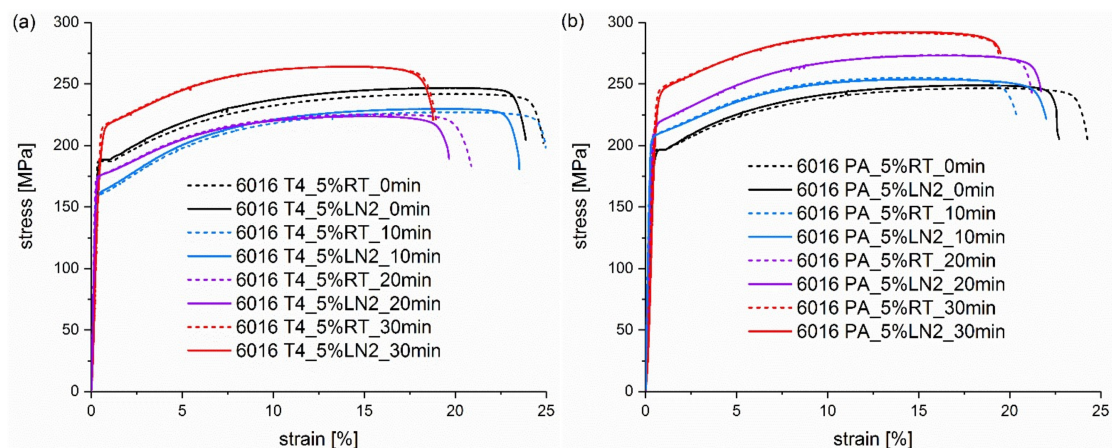 (a)
300
250
200
150
100
50
0
stress [MPa]
6016 T4_5%RT_0min
6016 T4_5%LN2_0min
6016 T4_5%RT_10min
6016 T4_5%LN2_10min
6016 T4_5%RT_20min
6016 T4_5%LN2_20min
6016 T4_5%RT_30min
6016 T4_5%LN2_30min
0 5 10 15 20 25
strain [%]
(b)
300
250
200
150
100
50
0
stress [MPa]
6016 PA_5%RT_0min
6016 PA_5%LN2_0min
6016 PA_5%RT_10min
6016 PA_5%LN2_10min
6016 PA_5%RT_20min
6016 PA_5%LN2_20min
6016 PA_5%RT_30min
6016 PA_5%LN2_30min
0 5 10 15 20 25
strain [%]